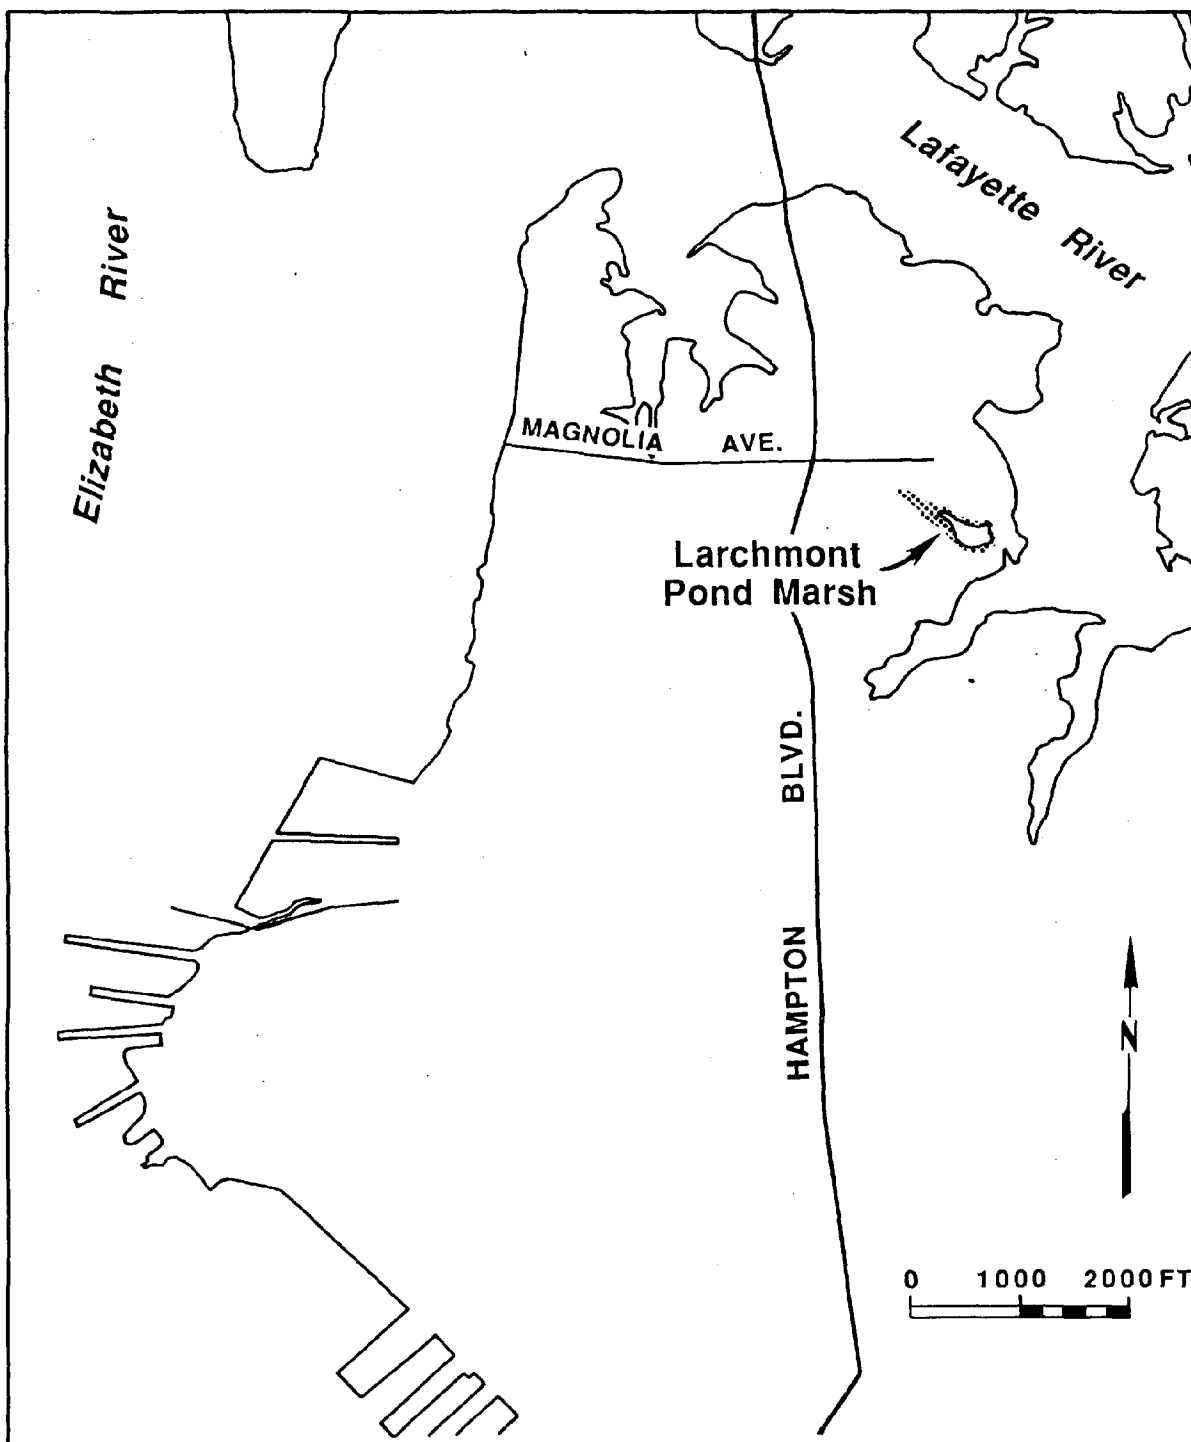 Lafayette River
Elizabeth River
MAGNOLIA AVE.
Larchmont
Pond Marsh
HAMPTON BLVD.
N
0 1000 2000 FT